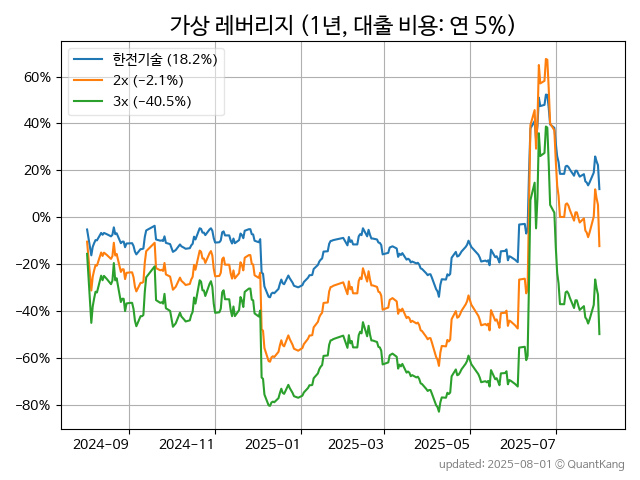 가상 레버리지 (1년, 대출 비용: 연 5%)
한전기술 (18.2%)
2x (−2.1%)
3x (−40.5%)
60%
40%
20%
0%
−20%
−40%
−60%
−80%
2024-09
2024-11
2025-01
2025-03
2025-05
2025-07
updated: 2025-08-01 © QuantKang